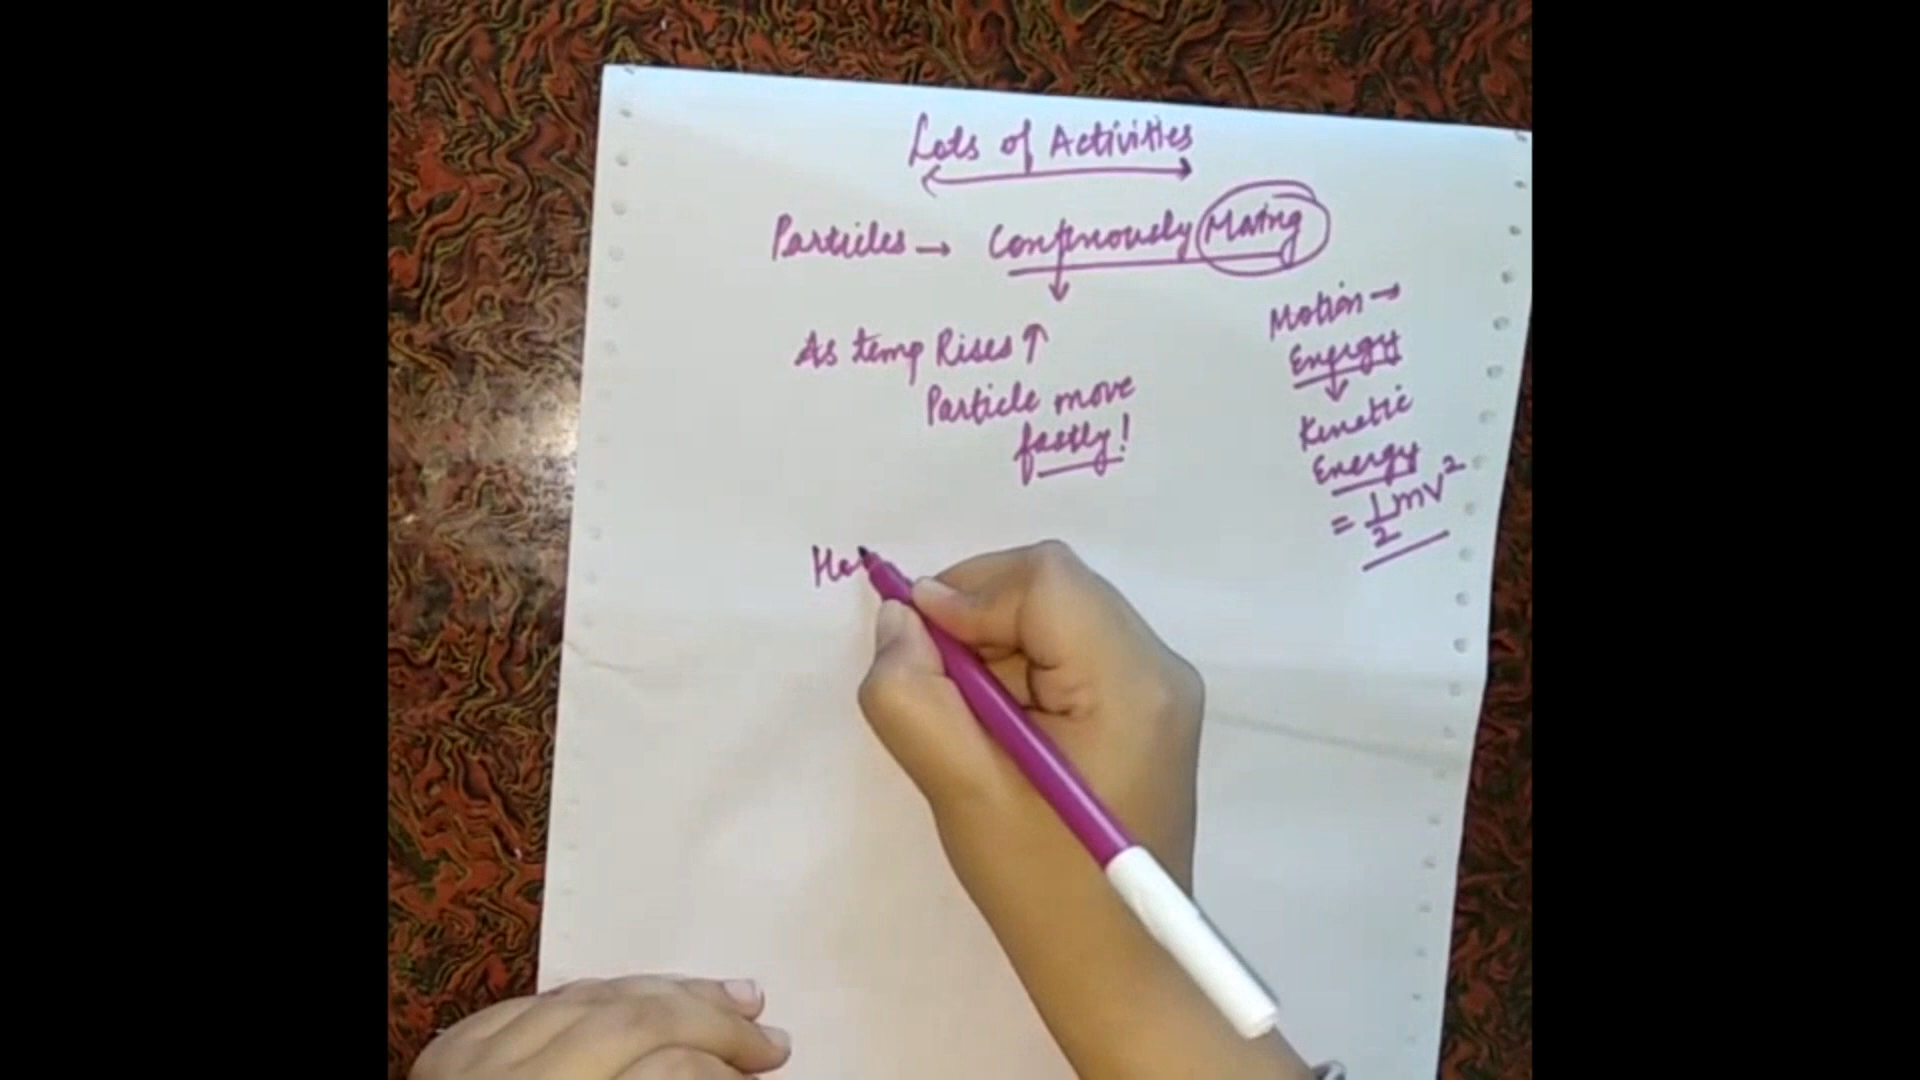 Lots of Activities
Particles → Continuously Moving
As temp Rises ↑
Particle move
fastly!
Motion →
Energy
Kinetic
Energy
= 1/2 mv²